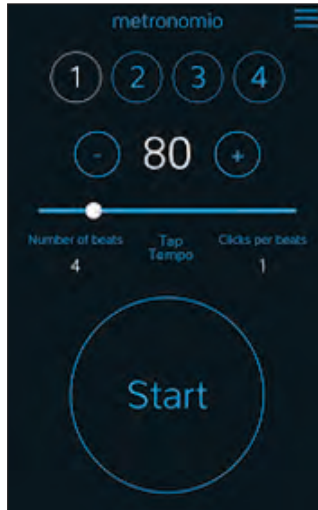 metronomio
1 2 3 4
- 80 +
Number of beats Tap Tempo Clicks per beats
4 1
Start